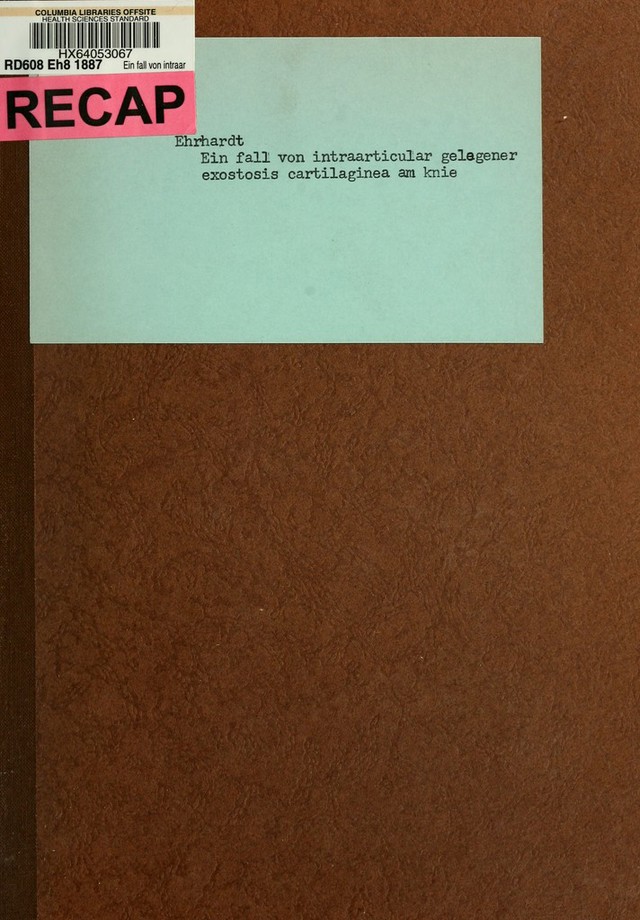 COLUMBIA LIBRARIES OFFSITE
HEALTH SCIENCES STANDARD
HX64053067
RD608 Eh8 1887 Ein fall von intraar
RECAP
Ehrhardt
Ein fall von intraarticular gelegener
exostosis cartilaginea am knie